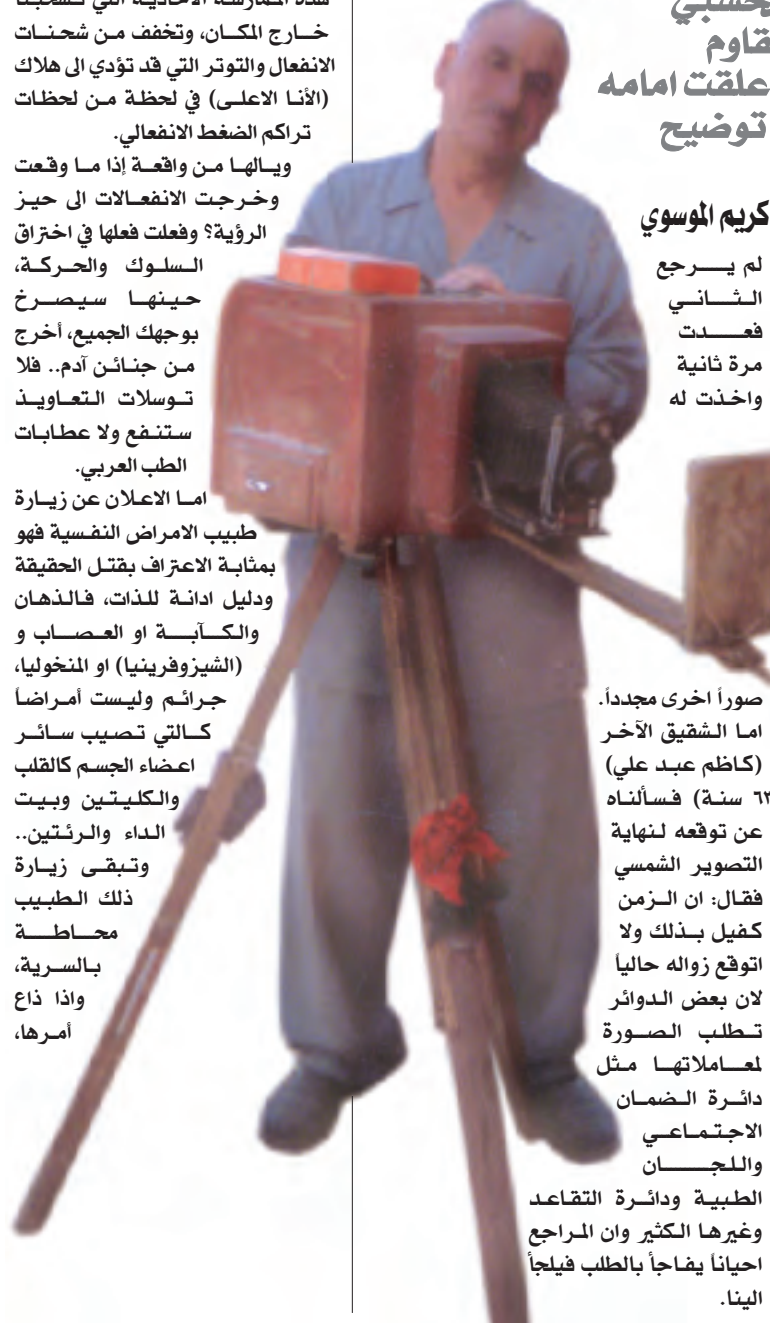 قاوم
علقت امامه
توضيح
كريم الموسوي
لم يرجع
الثاني
فعدت
مرة ثانية
واخذت له
صوراً اخرى مجدداً.
اما الشقيق الآخر
(كاظم عبد علي)
سنة) فسألناه
عن توقعه لنهاية
التصوير الشمسي
فقال: ان الزمن
كفيل بذلك ولا
اتوقع زواله حالياً
لان بعض الدوائر
تطلب الصورة
لمعاملاتها مثل
دائرة الضمان
الاجتماعي
واللجان
الطبية ودائرة التقاعد
وغيرها الكثير وان المراجع
احياناً يفاجأ بالطلب فيلجأ
الينا.
خارج المكان، وتخفف من شحنات
الانفعال والتوتر التي قد تؤدي الى هلاك
(الأنا الاعلى) في لحظة من لحظات
تراكم الضغط الانفعالي.
ويالها من واقعة إذا ما وقعت
وخرجت الانفعالات الى حيز
الرؤية؟ وفعلت فعلها في اختراق
السلوك والحركة،
حينها سيصرخ
بوجهك الجميع، أخرج
من جنائن آدم.. فلا
توسلات التعاويذ
ستنفع ولا عطابات
الطب العربي.
اما الاعلان عن زيارة
طبيب الامراض النفسية فهو
بمثابة الاعتراف بقتل الحقيقة
ودليل ادانة للذات، فالذهان
والكآبة او العصاب و
(الشيزوفرينيا) او المنخوليا،
جرائم وليست أمراضاً
كالتي تصيب سائر
اعضاء الجسم كالقلب
والكليتين وبيت
الداء والرئتين..
وتبقى زيارة
ذلك الطبيب
محاطة
بالسرية،
واذا ذاع
أمرها،